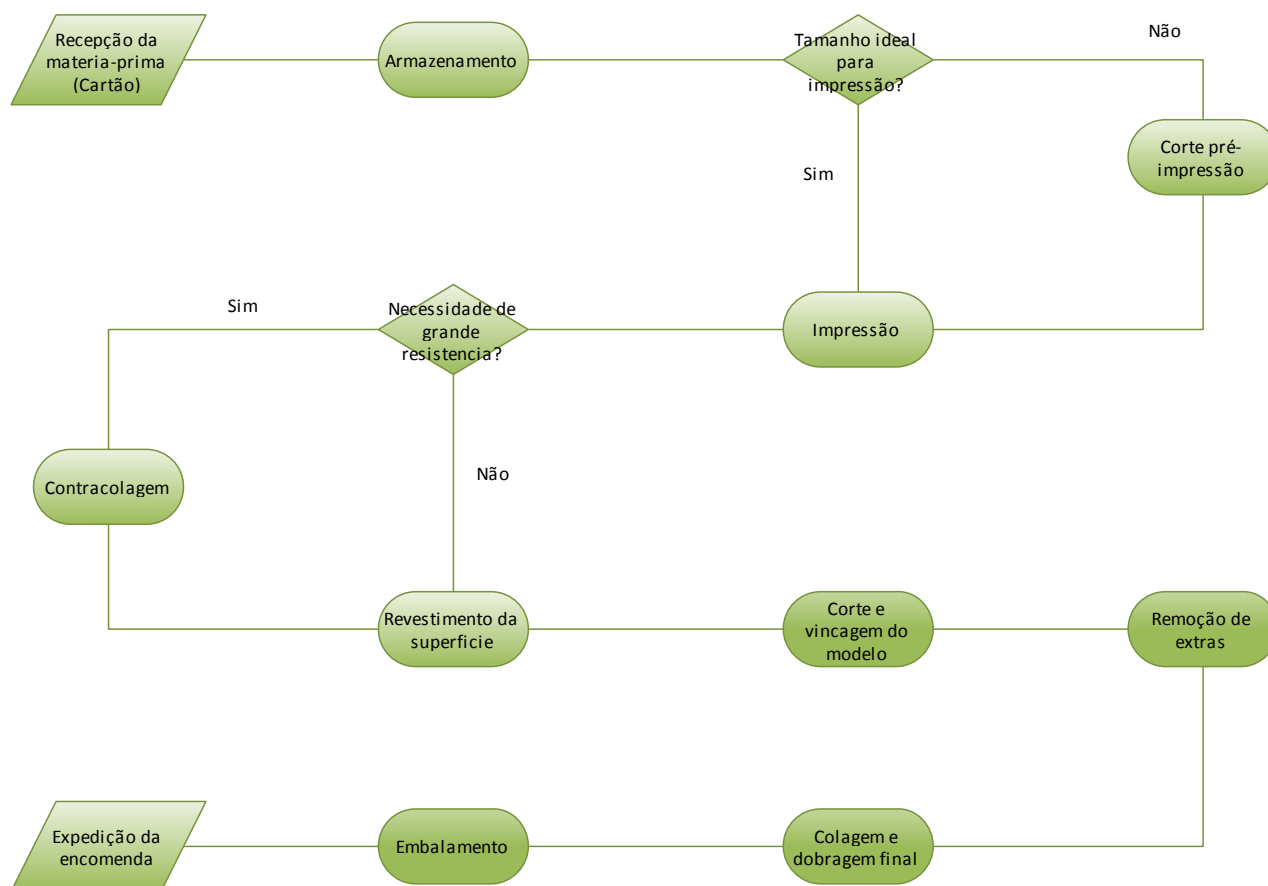 Recepção da
materia-prima
(Cartão)
Armazenamento
Tamanho ideal
para
impressão?
Não
Corte pré-
impressão
Sim
Sim
Necessidade de
grande
resistencia?
Impressão
Contracolagem
Não
Revestimento da
superficie
Corte e
vincagem do
modelo
Remoção de
extras
Expedição da
encomenda
Embalamento
Colagem e
dobragem final